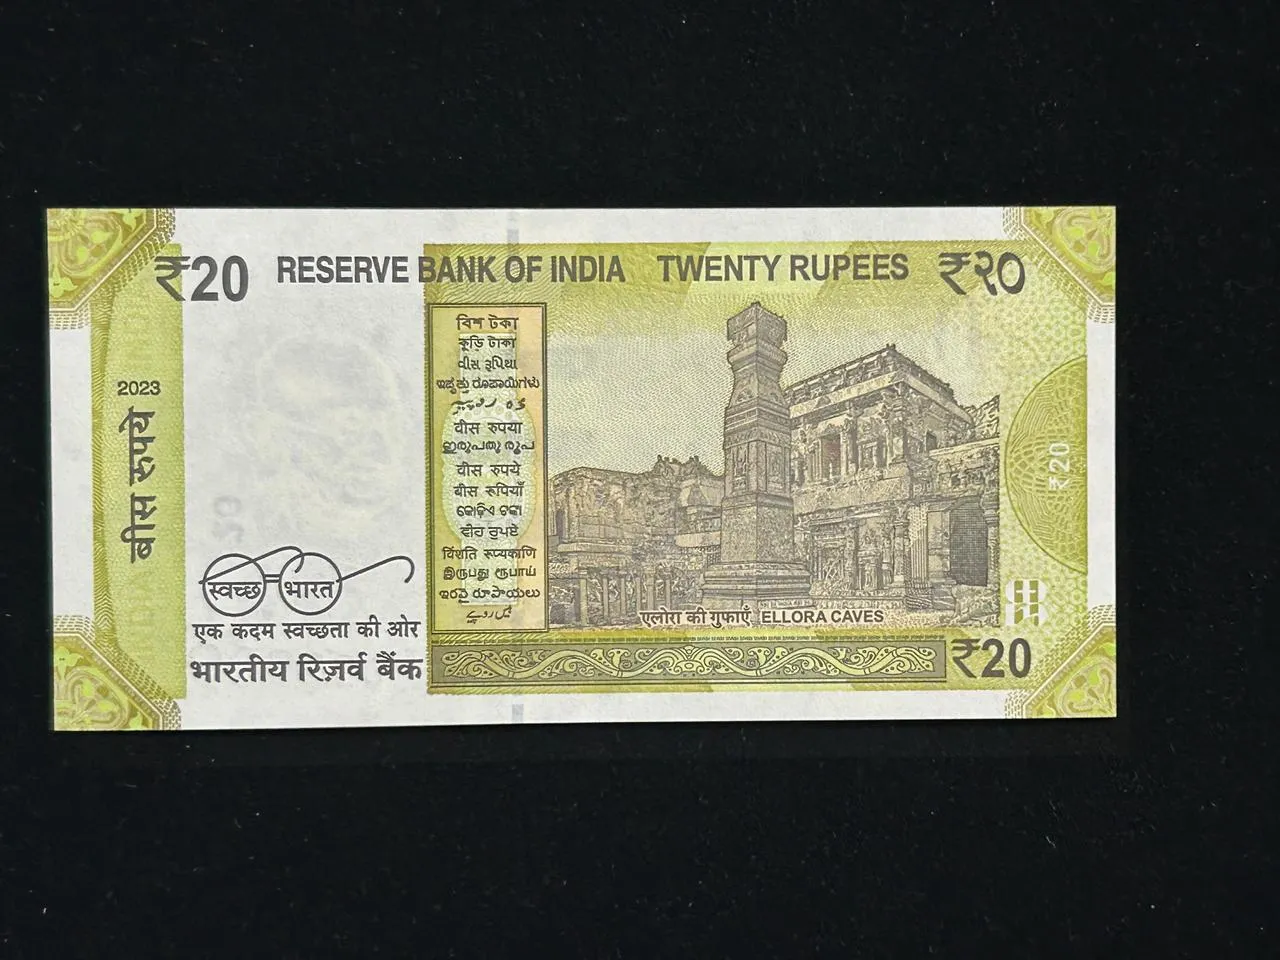 ₹20 RESERVE BANK OF INDIA TWENTY RUPEES ₹२०
2023
बीस रुपये
বিশ টকা
কুড়ি টাকা
વીસ રૂપિયા
ಇಪ್ಪತ್ತು ರೂಪಾಯಿಗಳು
वीस रुपया
ഇരുപതു രൂപ
वीस रुपये
बीस रुपियाँ
କୋଡ଼ିଏ ଟଙ୍କା
ਵੀਹ ਰੁਪਏ
विंशति रूप्यकाणि
இருபது ரூபாய்
ఇరవై రూపాయలు
بیس روپے
₹20
स्वच्छ भारत
एक कदम स्वच्छता की ओर
भारतीय रिज़र्व बैंक
एलोरा की गुफाएँ ELLORA CAVES
₹20